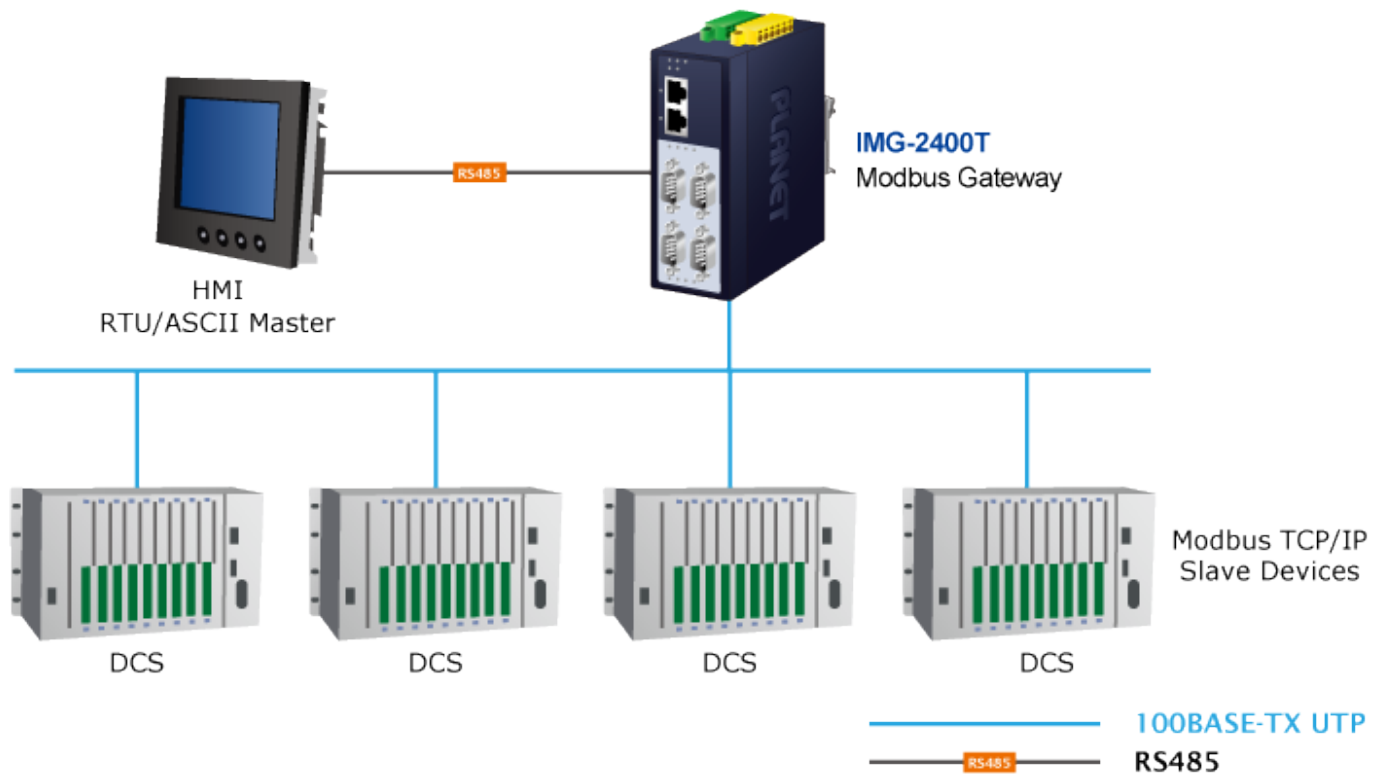 PLANET
IMG-2400T
Modbus Gateway
RS485
HMI
RTU/ASCII Master
Modbus TCP/IP
Slave Devices
DCS
DCS
DCS
DCS
100BASE-TX UTP
RS485
RS485